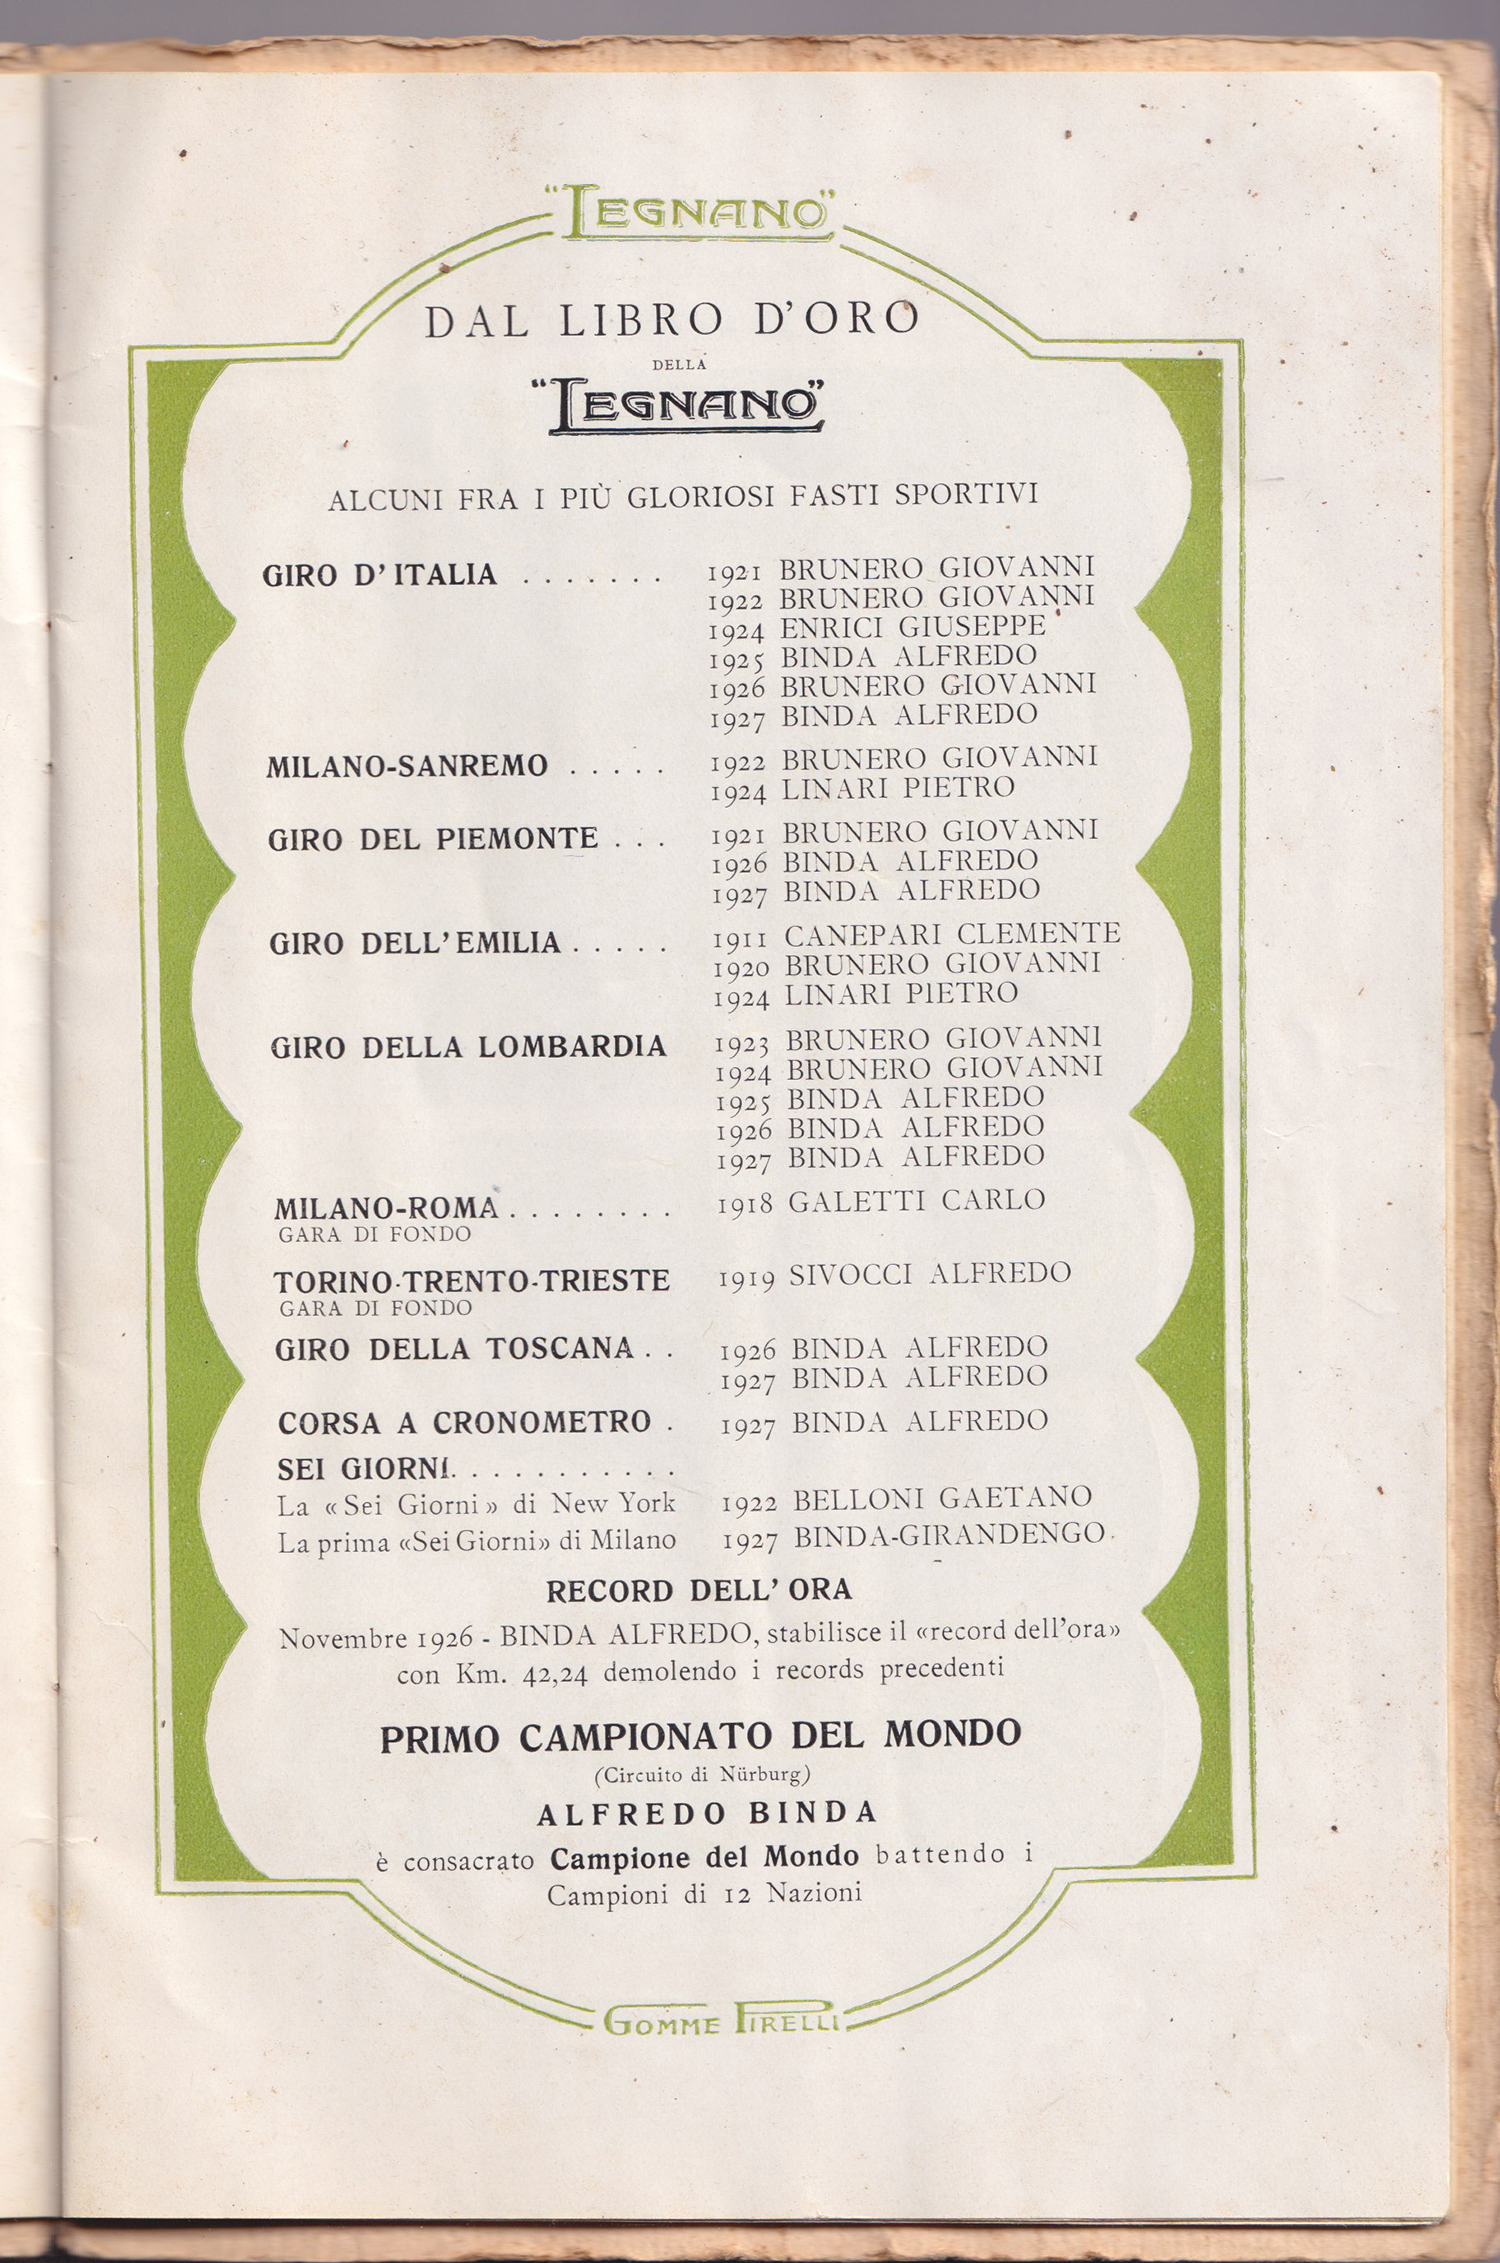 "LEGNANO"
DAL LIBRO D'ORO
DELLA
"LEGNANO"
ALCUNI FRA I PIÙ GLORIOSI FASTI SPORTIVI
GIRO D'ITALIA . . . . . . . 1921 BRUNERO GIOVANNI
1922 BRUNERO GIOVANNI
1924 ENRICI GIUSEPPE
1925 BINDA ALFREDO
1926 BRUNERO GIOVANNI
1927 BINDA ALFREDO
MILANO-SANREMO . . . . . 1922 BRUNERO GIOVANNI
1924 LINARI PIETRO
GIRO DEL PIEMONTE . . . 1921 BRUNERO GIOVANNI
1926 BINDA ALFREDO
1927 BINDA ALFREDO
GIRO DELL'EMILIA . . . . . 1911 CANEPARI CLEMENTE
1920 BRUNERO GIOVANNI
1924 LINARI PIETRO
GIRO DELLA LOMBARDIA 1923 BRUNERO GIOVANNI
1924 BRUNERO GIOVANNI
1925 BINDA ALFREDO
1926 BINDA ALFREDO
1927 BINDA ALFREDO
MILANO-ROMA . . . . . . . . 1918 GALETTI CARLO
GARA DI FONDO
TORINO-TRENTO-TRIESTE 1919 SIVOCCI ALFREDO
GARA DI FONDO
GIRO DELLA TOSCANA . . 1926 BINDA ALFREDO
1927 BINDA ALFREDO
CORSA A CRONOMETRO . 1927 BINDA ALFREDO
SEI GIORNI. . . . . . . . . . .
La «Sei Giorni» di New York 1922 BELLONI GAETANO
La prima «Sei Giorni» di Milano 1927 BINDA-GIRANDENGO
RECORD DELL'ORA
Novembre 1926 - BINDA ALFREDO, stabilisce il «record dell'ora»
con Km. 42,24 demolendo i records precedenti
PRIMO CAMPIONATO DEL MONDO
(Circuito di Nürburg)
ALFREDO BINDA
è consacrato Campione del Mondo battendo i
Campioni di 12 Nazioni
GOMME PIRELLI